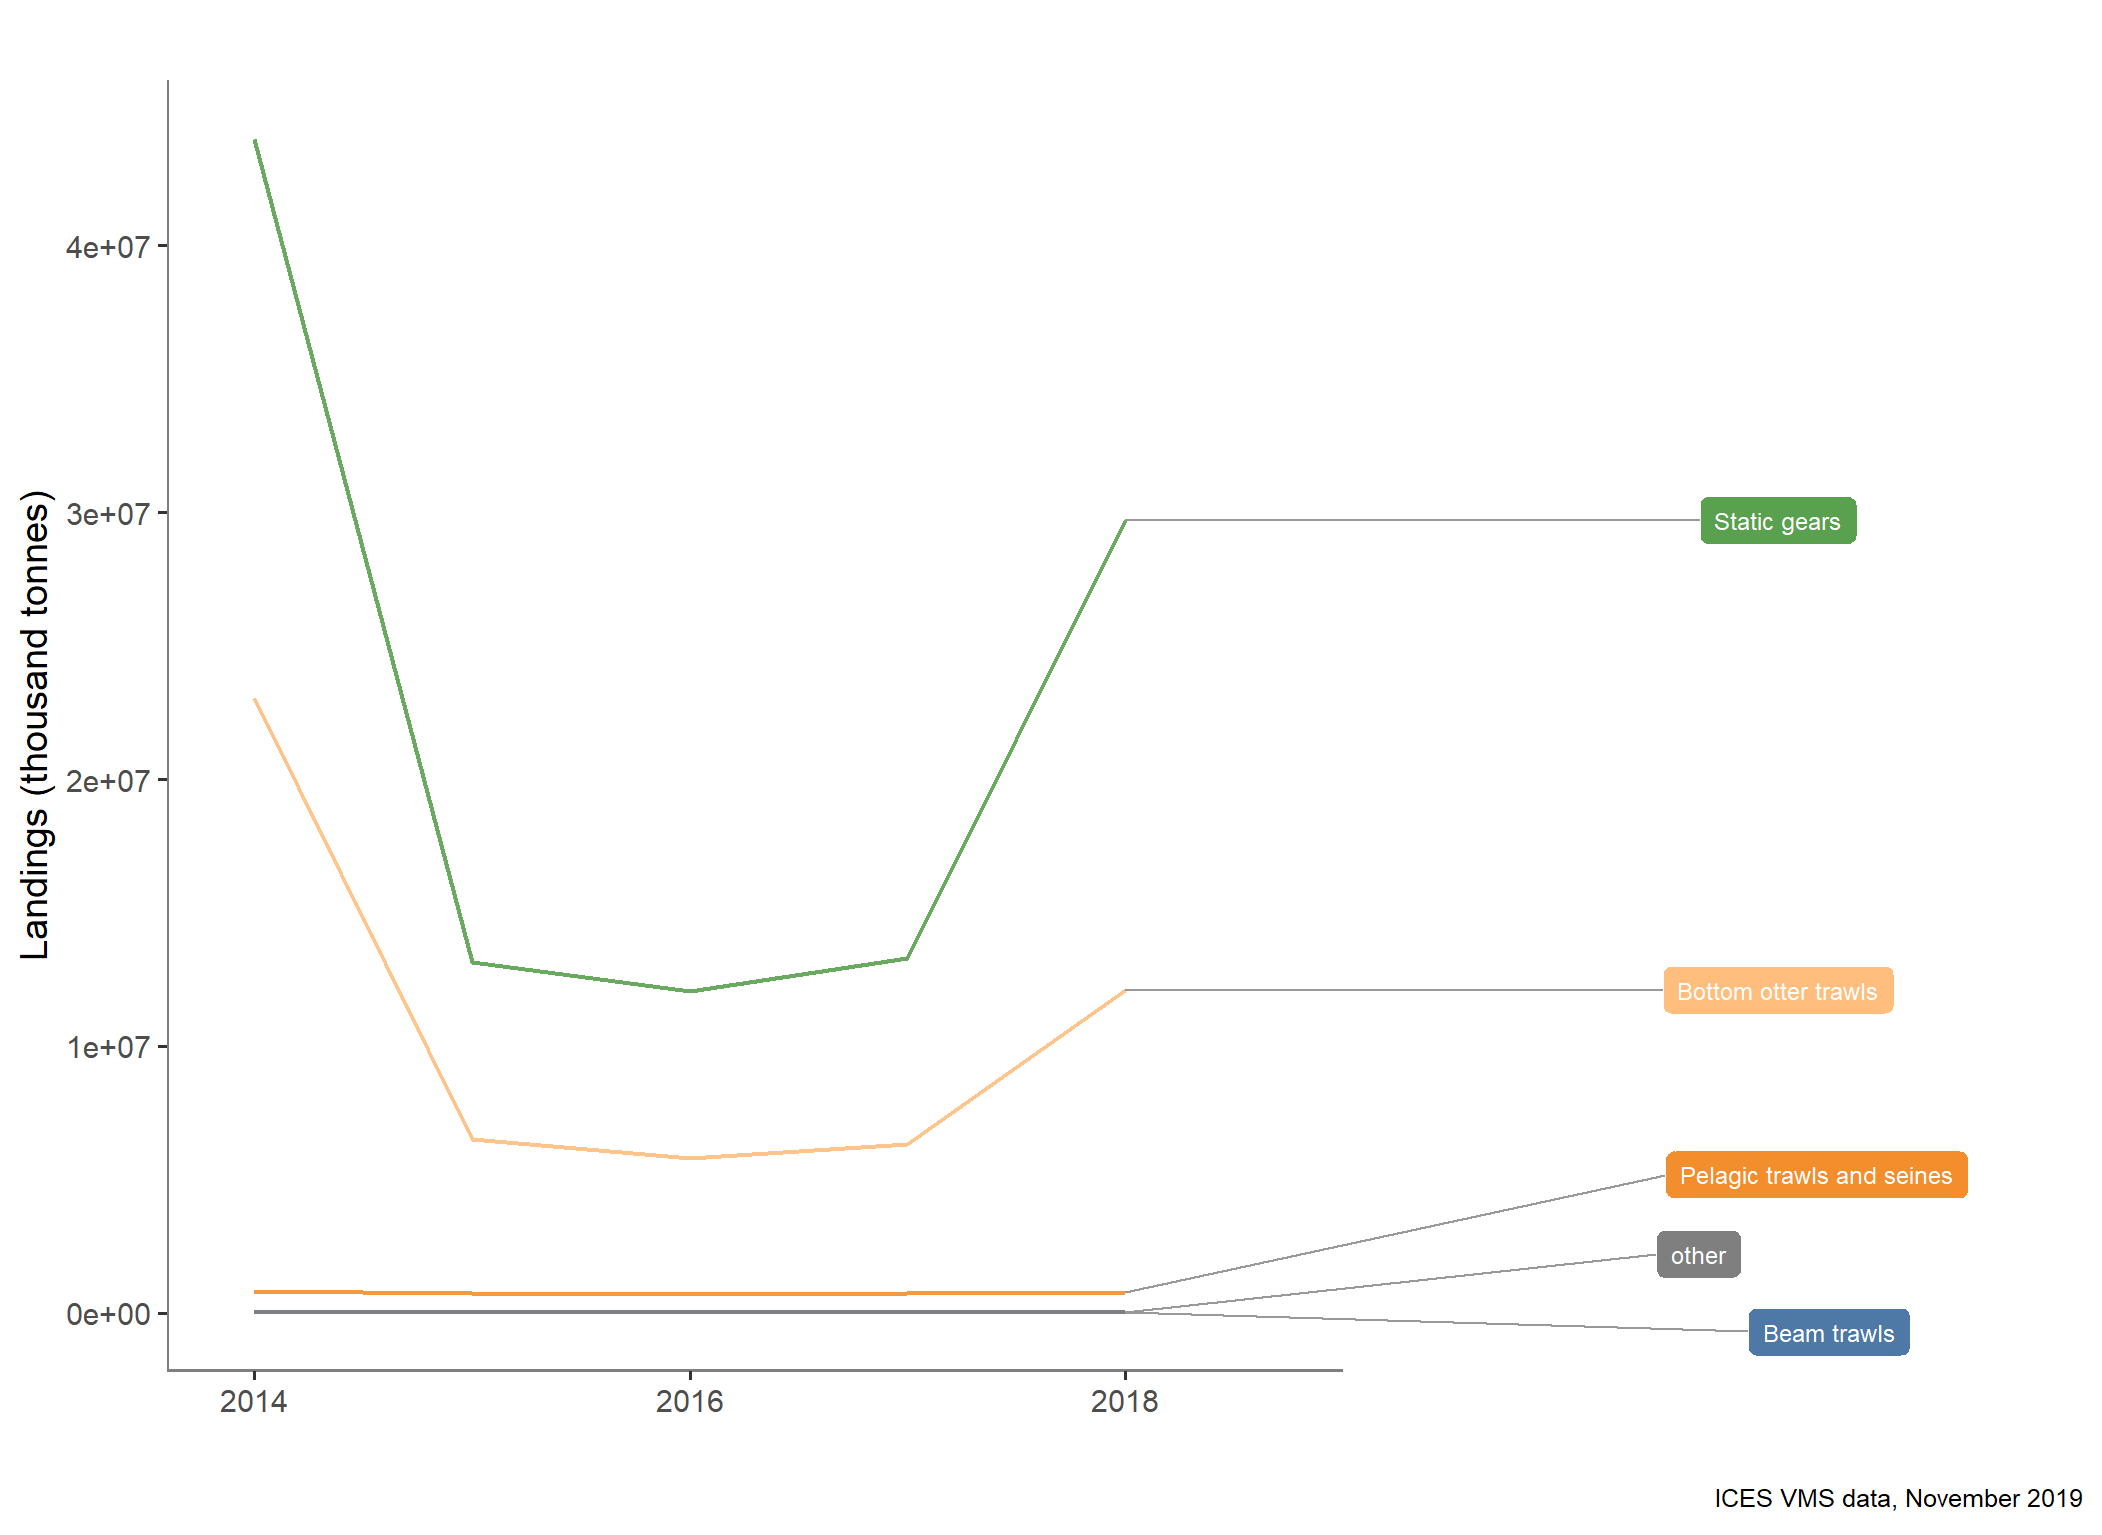 Landings (thousand tonnes)
4e+07
3e+07
2e+07
1e+07
0e+00
2014
2016
2018
Static gears
Bottom otter trawls
Pelagic trawls and seines
other
Beam trawls
ICES VMS data, November 2019